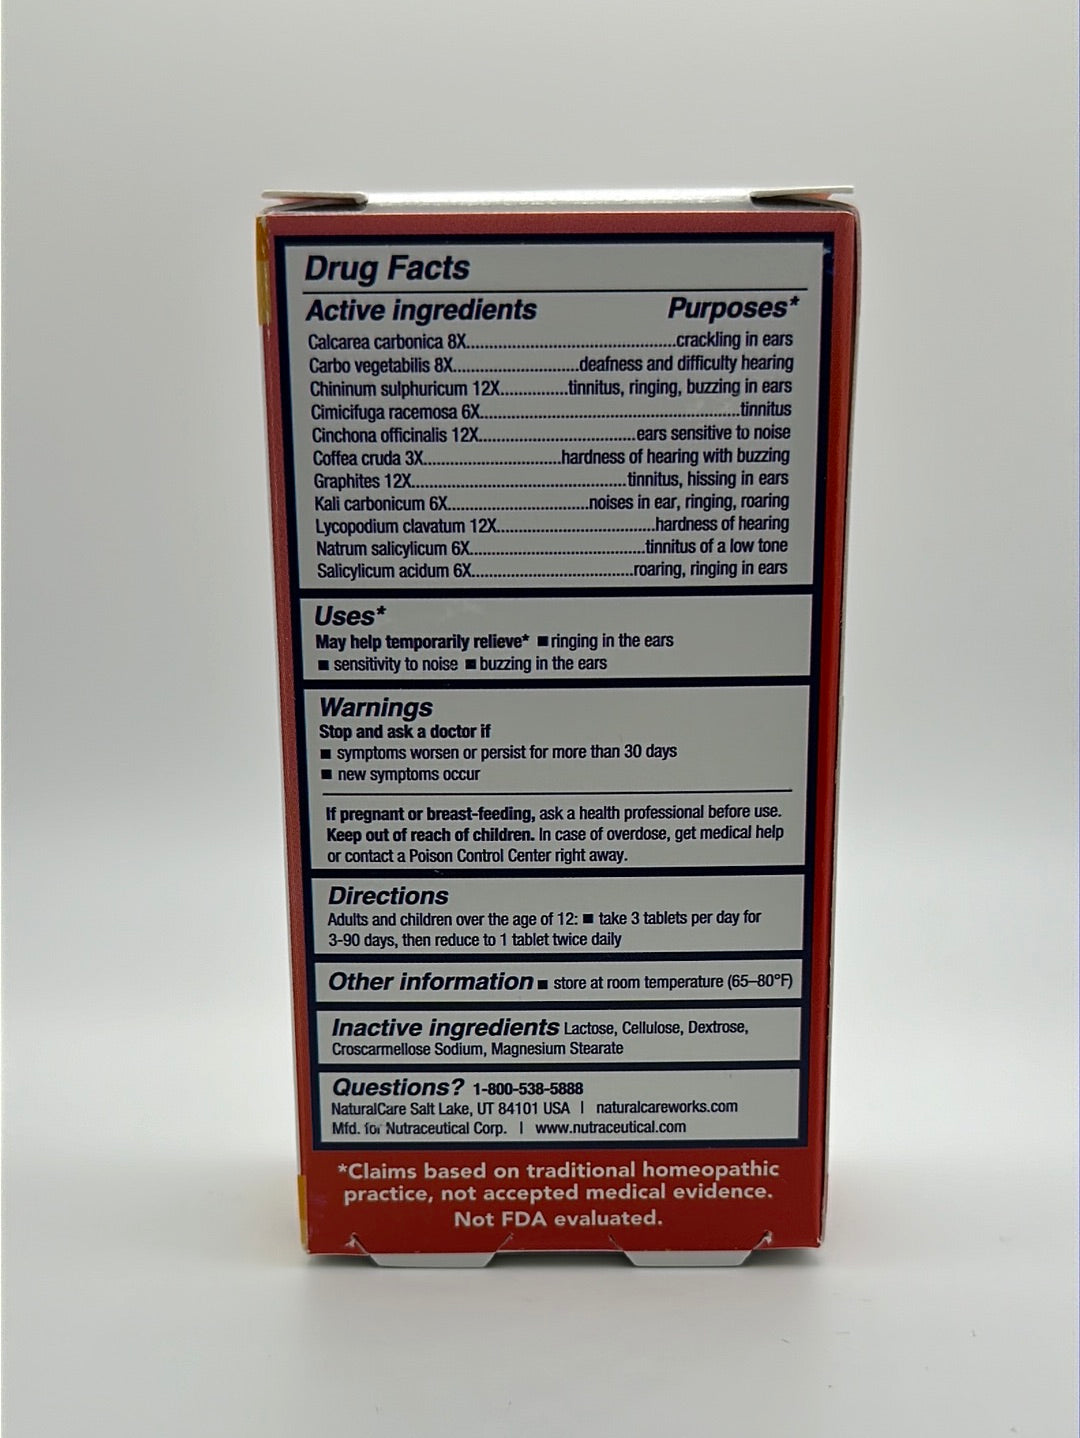 Drug Facts
Active ingredients Purposes*
Calcarea carbonica 8X..............................................crackling in ears
Carbo vegetabilis 8X............................deafness and difficulty hearing
Chininum sulphuricum 12X...............tinnitus, ringing, buzzing in ears
Cimicifuga racemosa 6X.........................................................tinnitus
Cinchona officinalis 12X..................................ears sensitive to noise
Coffea cruda 3X..............................hardness of hearing with buzzing
Graphites 12X...............................................tinnitus, hissing in ears
Kali carbonicum 6X...............................noises in ear, ringing, roaring
Lycopodium clavatum 12X...................................hardness of hearing
Natrum salicylicum 6X.......................................tinnitus of a low tone
Salicylicum acidum 6X....................................roaring, ringing in ears
Uses*
May help temporarily relieve* ■ ringing in the ears
■ sensitivity to noise ■ buzzing in the ears
Warnings
Stop and ask a doctor if
■ symptoms worsen or persist for more than 30 days
■ new symptoms occur
If pregnant or breast-feeding, ask a health professional before use.
Keep out of reach of children. In case of overdose, get medical help
or contact a Poison Control Center right away.
Directions
Adults and children over the age of 12: ■ take 3 tablets per day for
3-90 days, then reduce to 1 tablet twice daily
Other information ■ store at room temperature (65–80°F)
Inactive ingredients Lactose, Cellulose, Dextrose,
Croscarmellose Sodium, Magnesium Stearate
Questions? 1-800-538-5888
NaturalCare Salt Lake, UT 84101 USA | naturalcareworks.com
Mfd. for Nutraceutical Corp. | www.nutraceutical.com
*Claims based on traditional homeopathic
practice, not accepted medical evidence.
Not FDA evaluated.